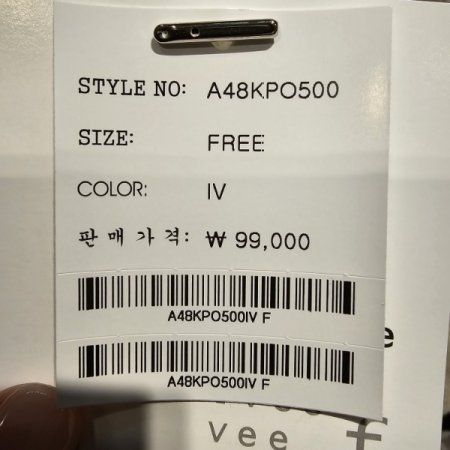 STYLE NO: A48KPO500
SIZE: FREE
COLOR: IV
판매가격: ₩ 99,000
A48KPO500IV F
A48KPO500IV F
vee